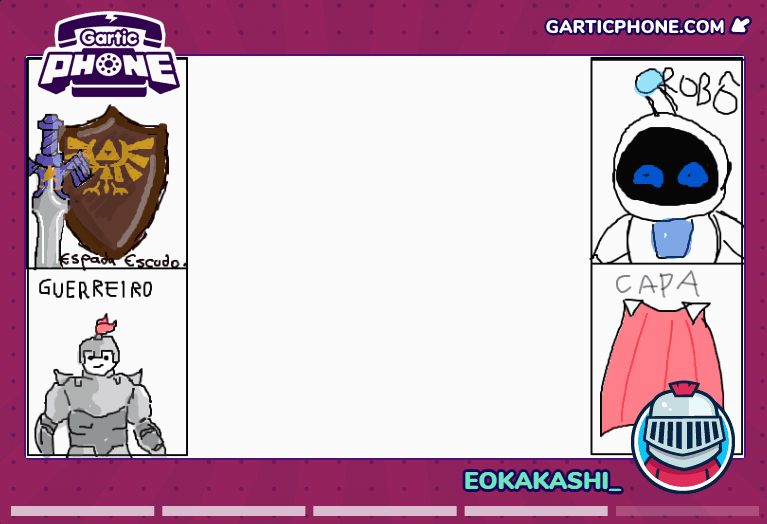 Gartic
PHONE
GARTICPHONE.COM
ROBÔ
Espada Escudo.
GUERREIRO
CAPA
EOKAKASHI_